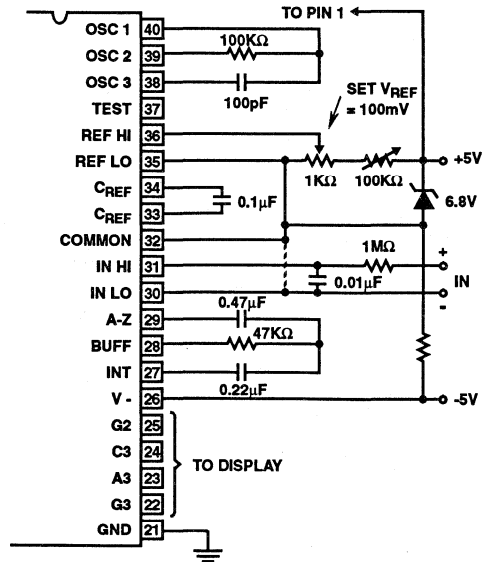 TO PIN 1
OSC 1 40
100KΩ
OSC 2 39
OSC 3 38
100pF
SET VREF
= 100mV
TEST 37
REF HI 36
REF LO 35
+5V
1KΩ 100KΩ
CREF 34
0.1µF
6.8V
CREF 33
COMMON 32
1MΩ
IN HI 31
+
0.01µF
IN
IN LO 30
-
0.47µF
A-Z 29
47KΩ
BUFF 28
INT 27
0.22µF
V - 26
-5V
G2 25
C3 24
TO DISPLAY
A3 23
G3 22
GND 21